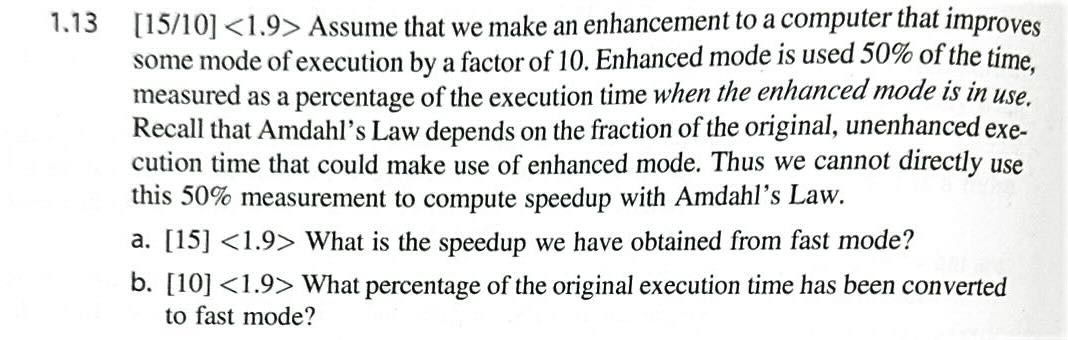 1.13 [15/10] <1.9> Assume that we make an enhancement to a computer that improves
some mode of execution by a factor of 10. Enhanced mode is used 50% of the time,
measured as a percentage of the execution time when the enhanced mode is in use.
Recall that Amdahl's Law depends on the fraction of the original, unenhanced exe-
cution time that could make use of enhanced mode. Thus we cannot directly use
this 50% measurement to compute speedup with Amdahl's Law.
a. [15] <1.9> What is the speedup we have obtained from fast mode?
b. [10] <1.9> What percentage of the original execution time has been converted
to fast mode?